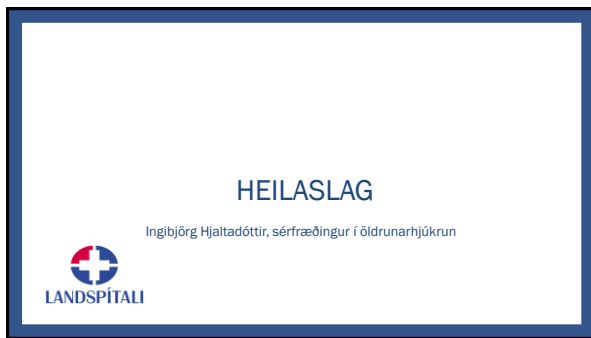 HEILASLAG
Ingibjörg Hjaltadóttir, sérfræðingur í öldrunarhjúkrun
LANDSPÍTALI